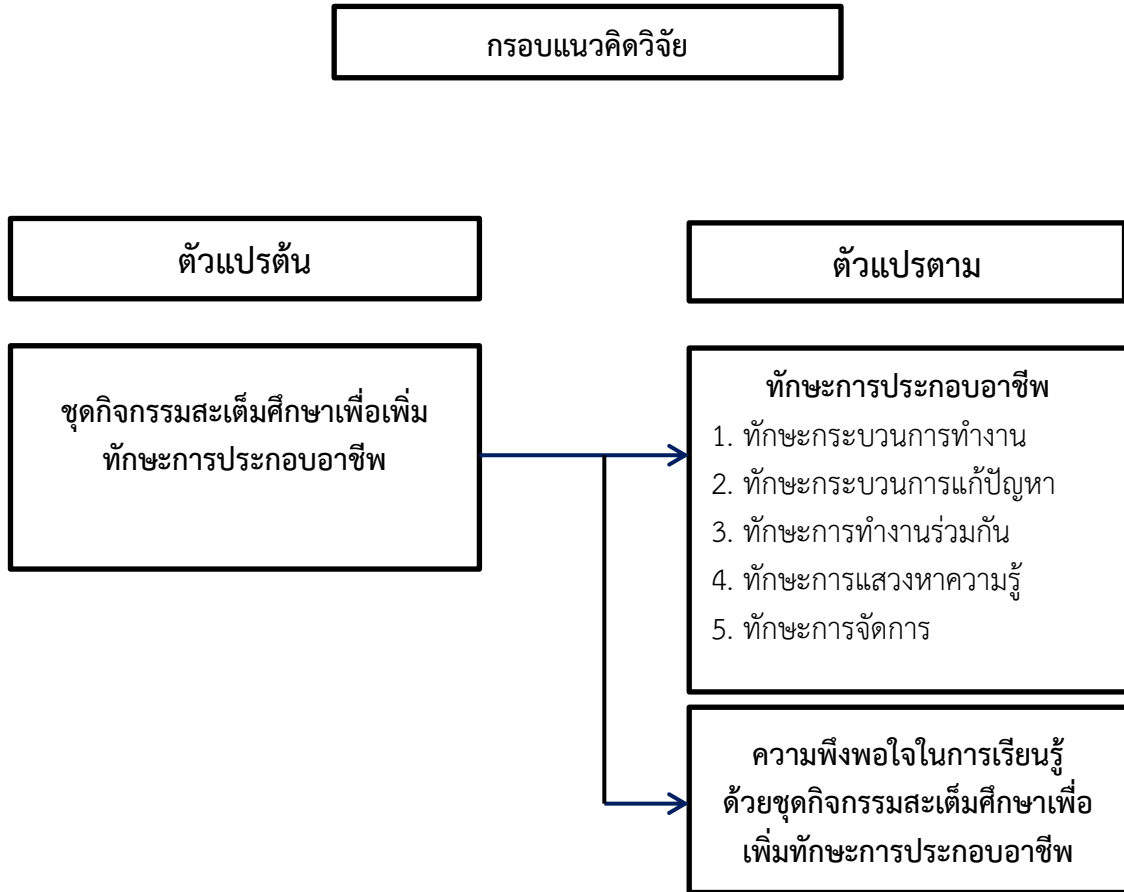 กรอบแนวคิดวิจัย
ตัวแปรต้น
ตัวแปรตาม
ชุดกิจกรรมสะเต็มศึกษาเพื่อเพิ่ม
ทักษะการประกอบอาชีพ
ทักษะการประกอบอาชีพ
1. ทักษะกระบวนการทำงาน
2. ทักษะกระบวนการแก้ปัญหา
3. ทักษะการทำงานร่วมกัน
4. ทักษะการแสวงหาความรู้
5. ทักษะการจัดการ
ความพึงพอใจในการเรียนรู้
ด้วยชุดกิจกรรมสะเต็มศึกษาเพื่อ
เพิ่มทักษะการประกอบอาชีพ